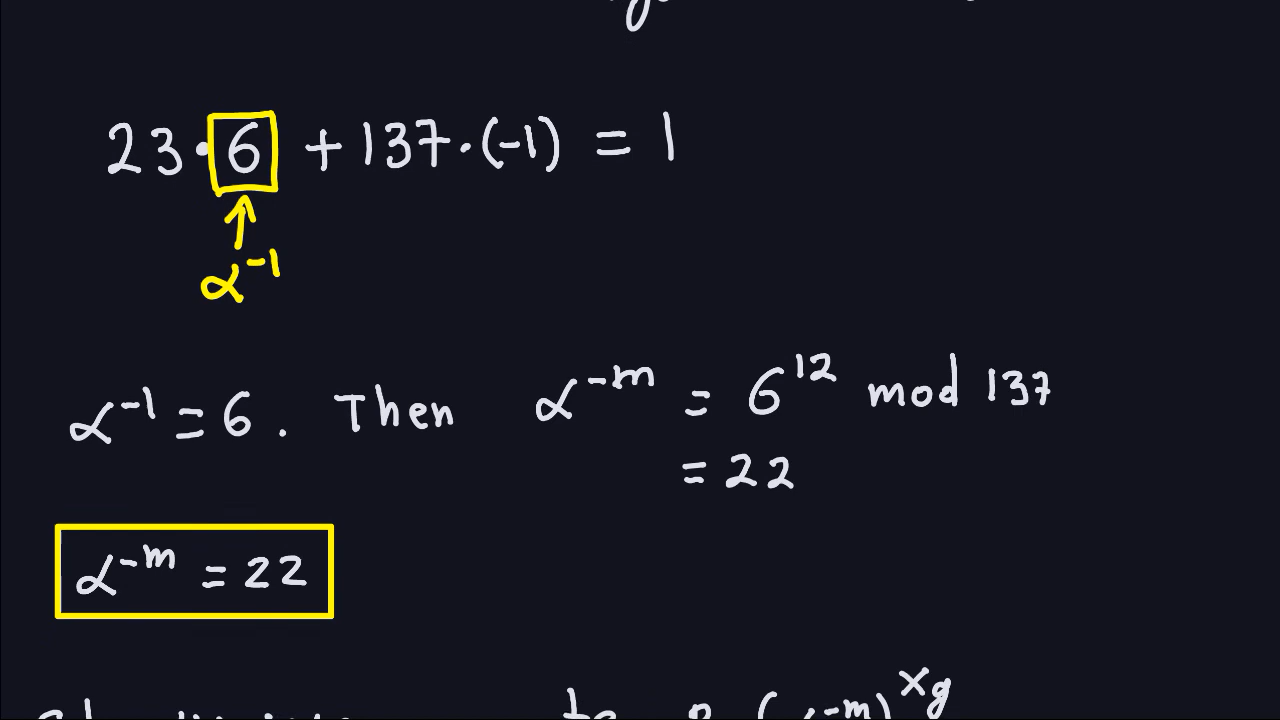 23·6 + 137·(-1) = 1
α⁻¹
α⁻¹ = 6. Then α⁻ᵐ = 6¹² mod 137
= 22
α⁻ᵐ = 22